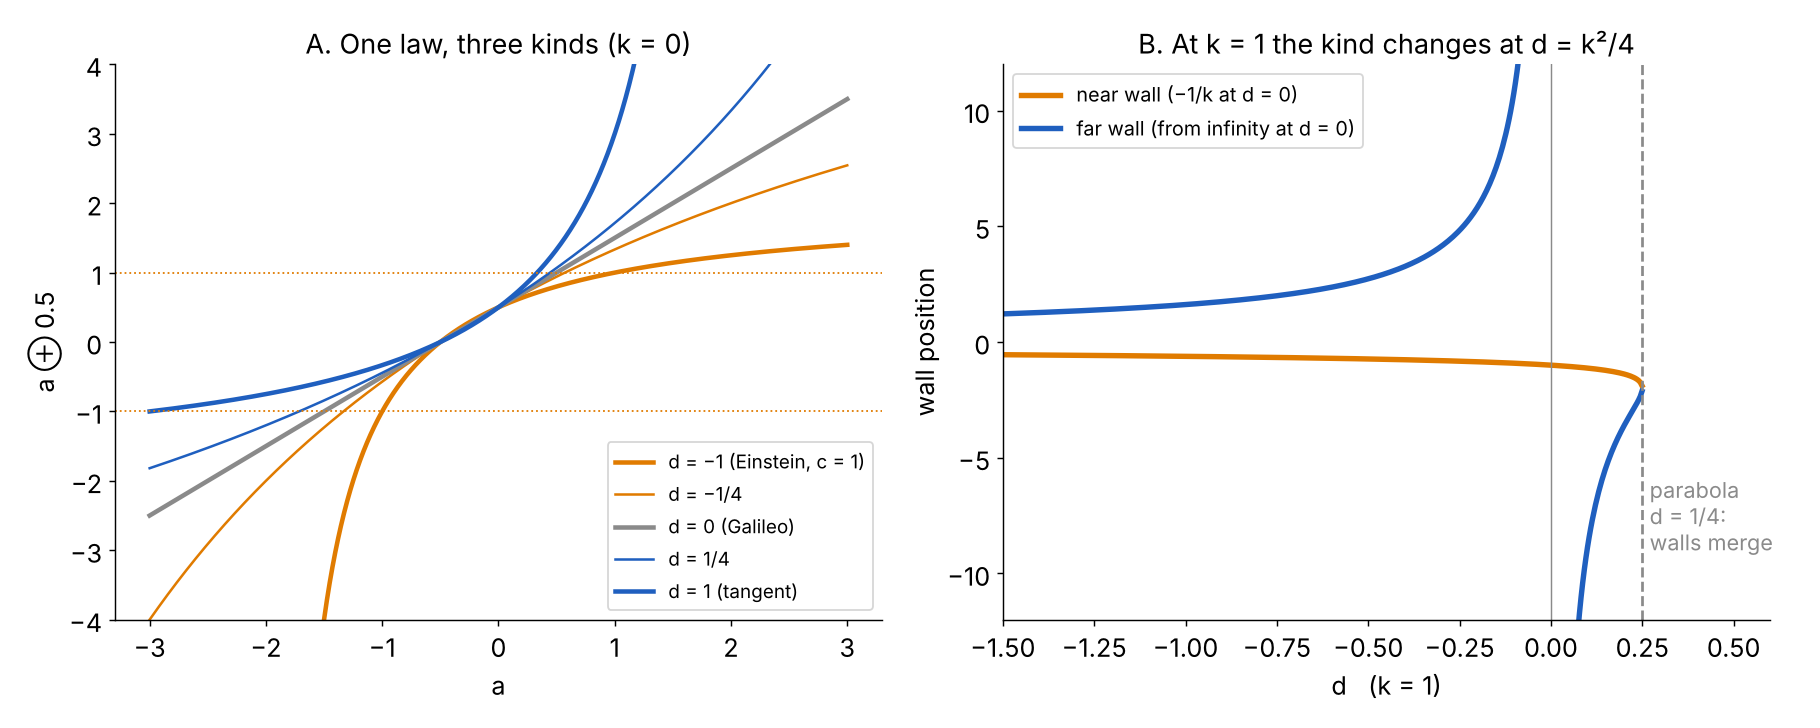 A. One law, three kinds (k = 0)
4
3
2
1
0
−1
−2
−3
−4
a ⊕ 0.5
−3
−2
−1
0
1
2
3
a
d = −1 (Einstein, c = 1)
d = −1/4
d = 0 (Galileo)
d = 1/4
d = 1 (tangent)
B. At k = 1 the kind changes at d = k²/4
near wall (−1/k at d = 0)
far wall (from infinity at d = 0)
10
5
0
−5
−10
wall position
parabola
d = 1/4:
walls merge
−1.50
−1.25
−1.00
−0.75
−0.50
−0.25
0.00
0.25
0.50
d (k = 1)